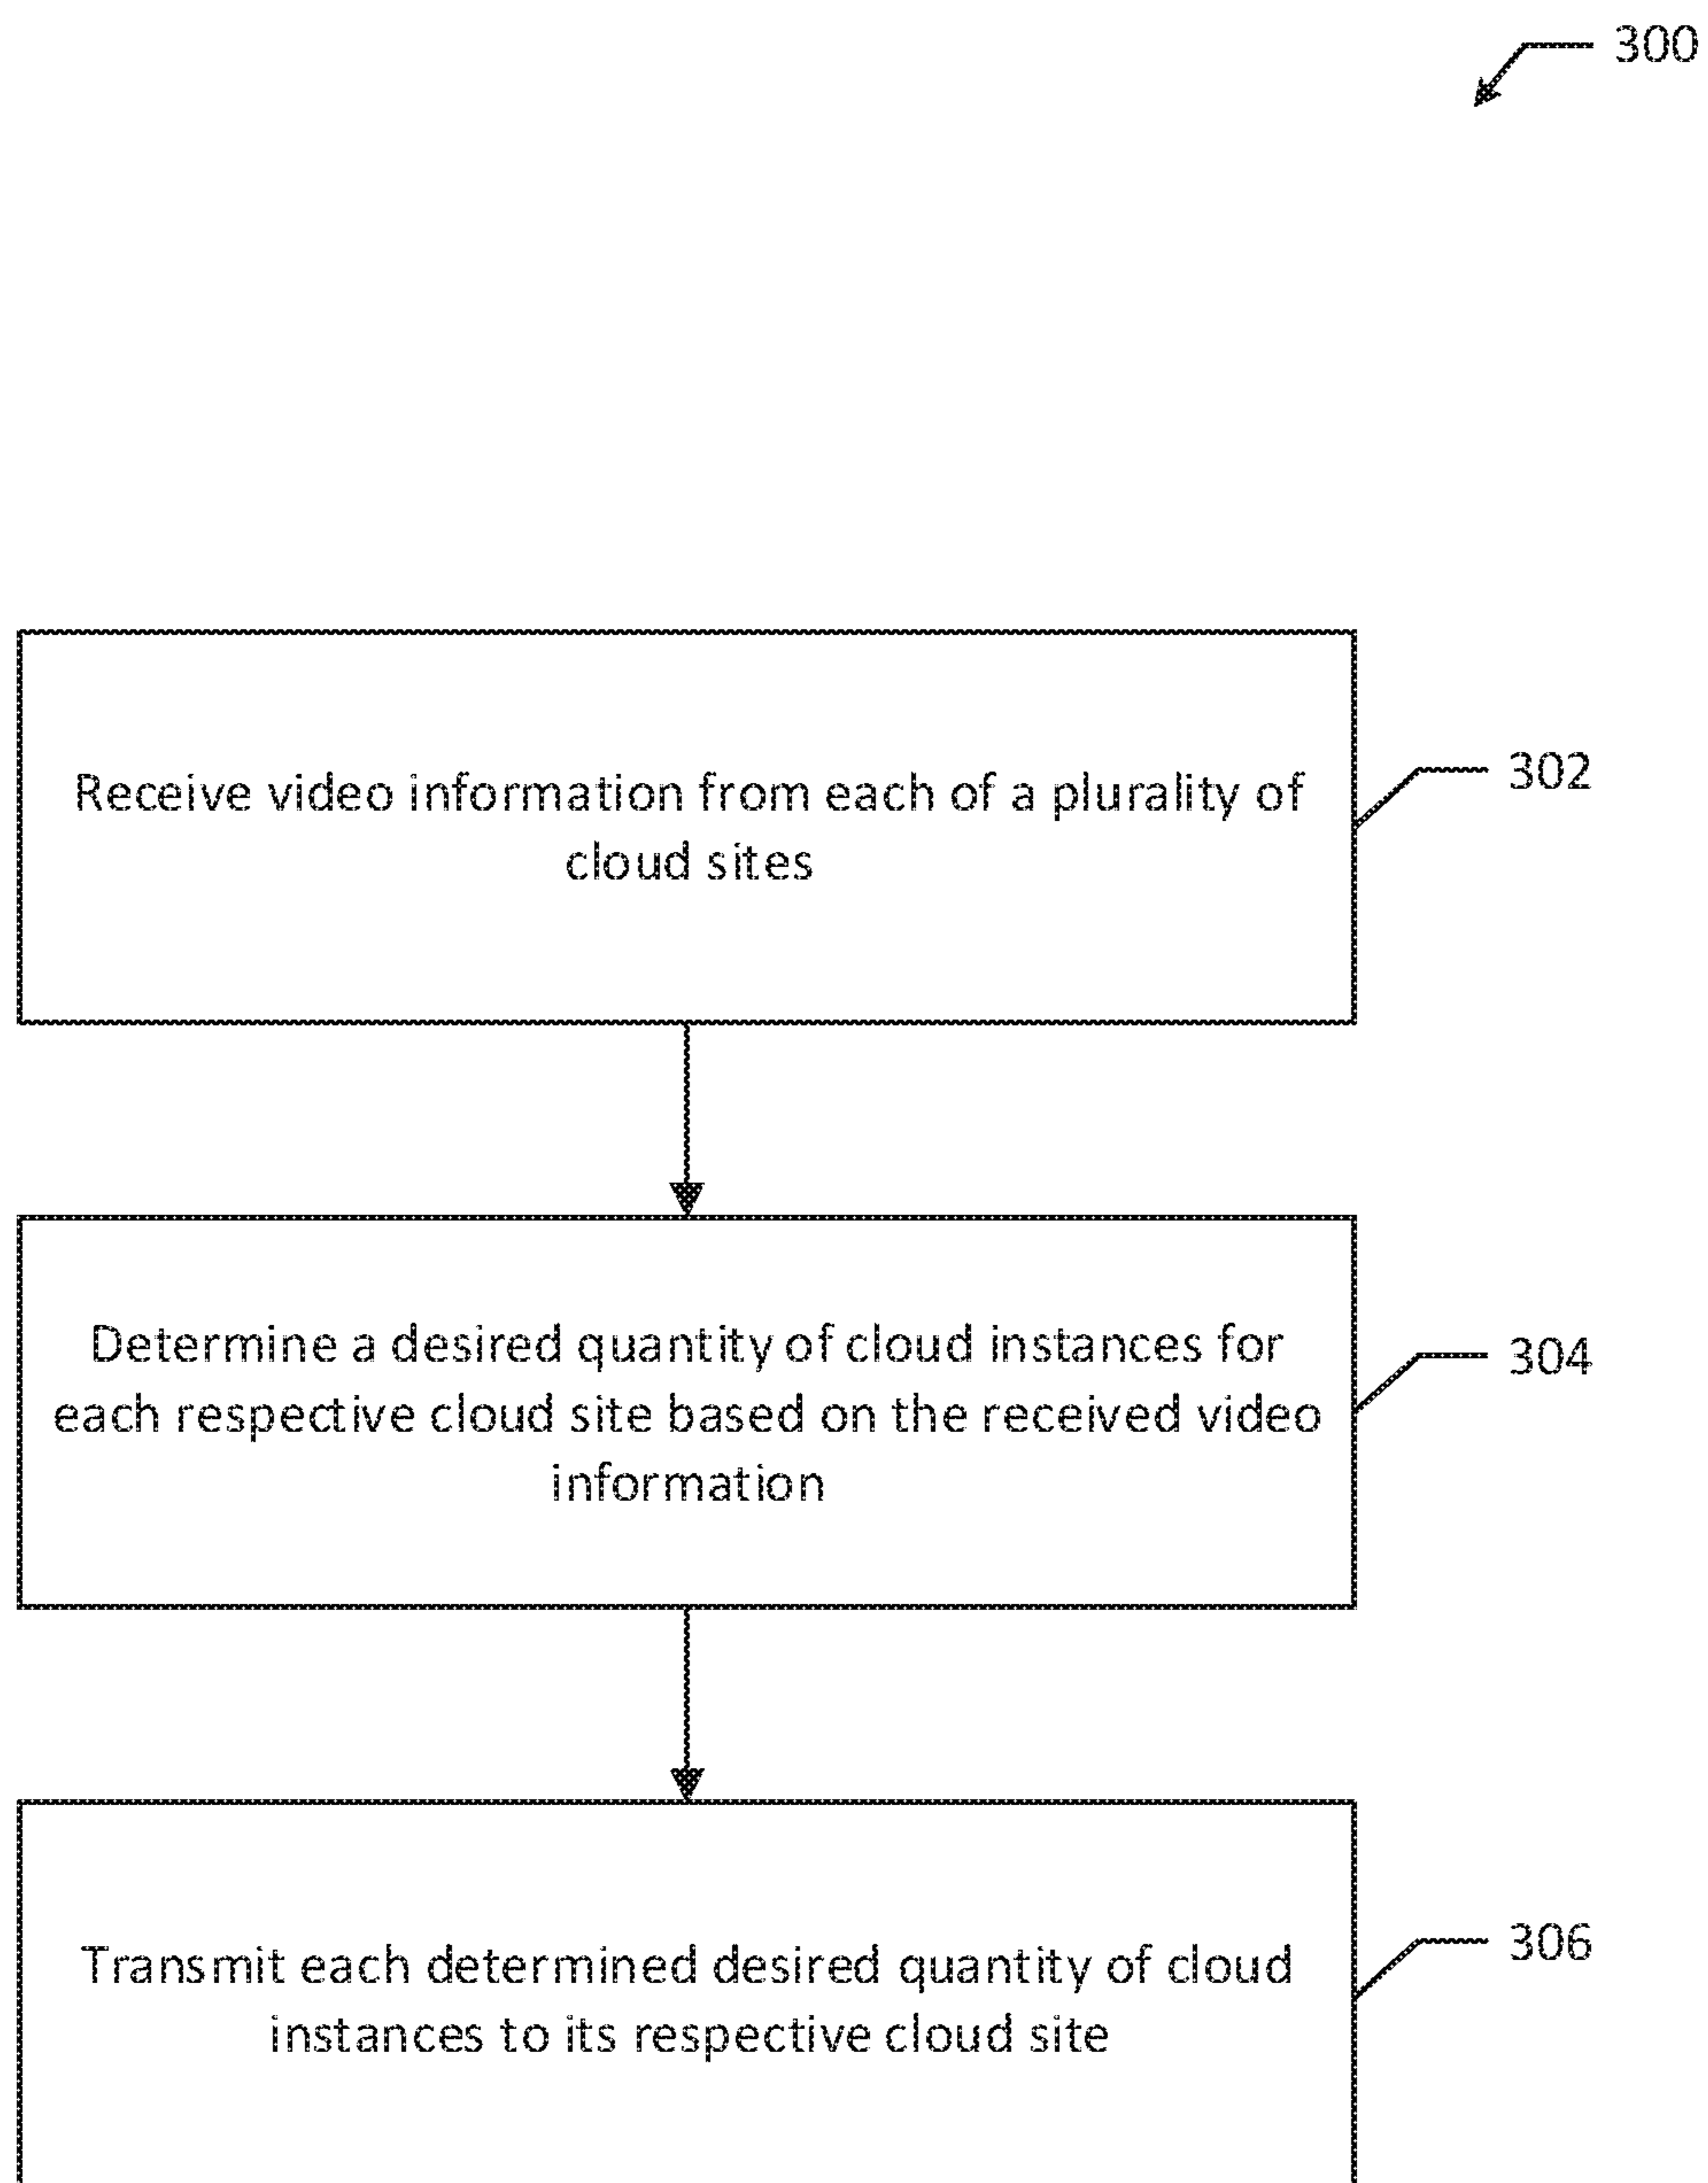 300
Receive video information from each of a plurality of
cloud sites
302
Determine a desired quantity of cloud instances for
each respective cloud site based on the received video
information
304
Transmit each determined desired quantity of cloud
instances to its respective cloud site
306